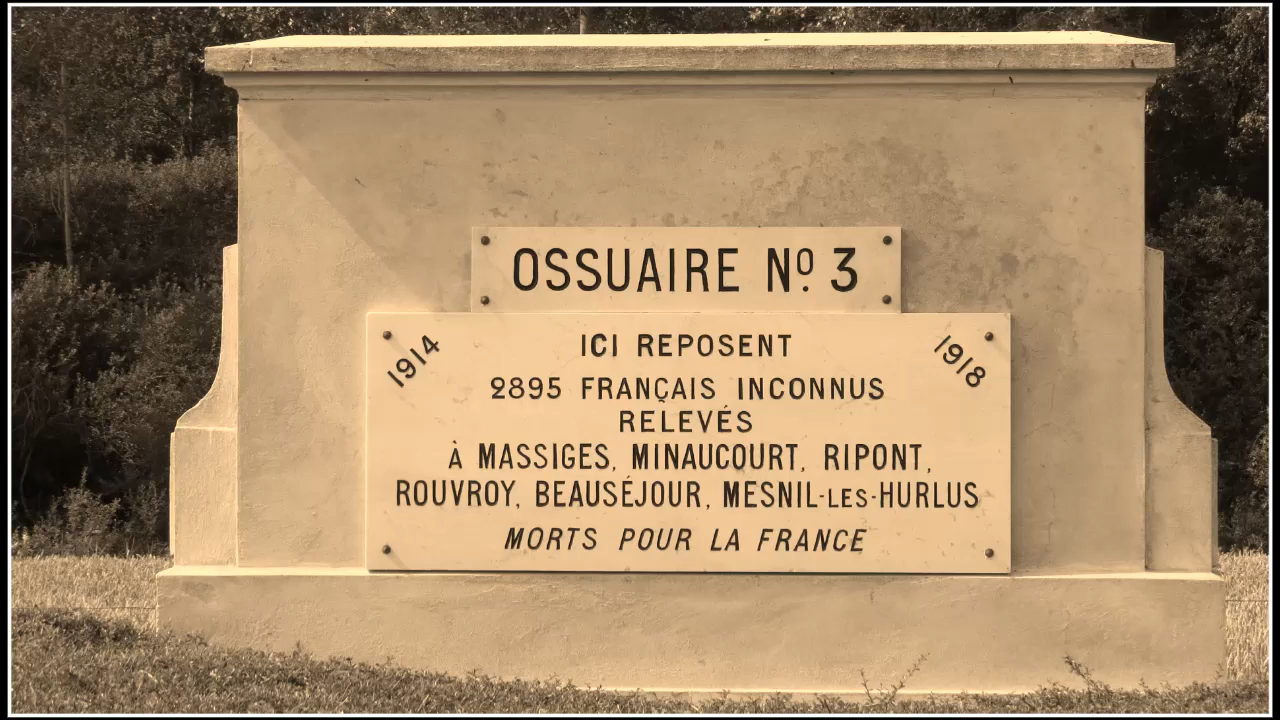 OSSUAIRE Nº 3
1914
1918
ICI REPOSENT
2895 FRANÇAIS INCONNUS
RELEVÉS
À MASSIGES, MINAUCOURT, RIPONT,
ROUVROY, BEAUSÉJOUR, MESNIL-LES-HURLUS
MORTS POUR LA FRANCE